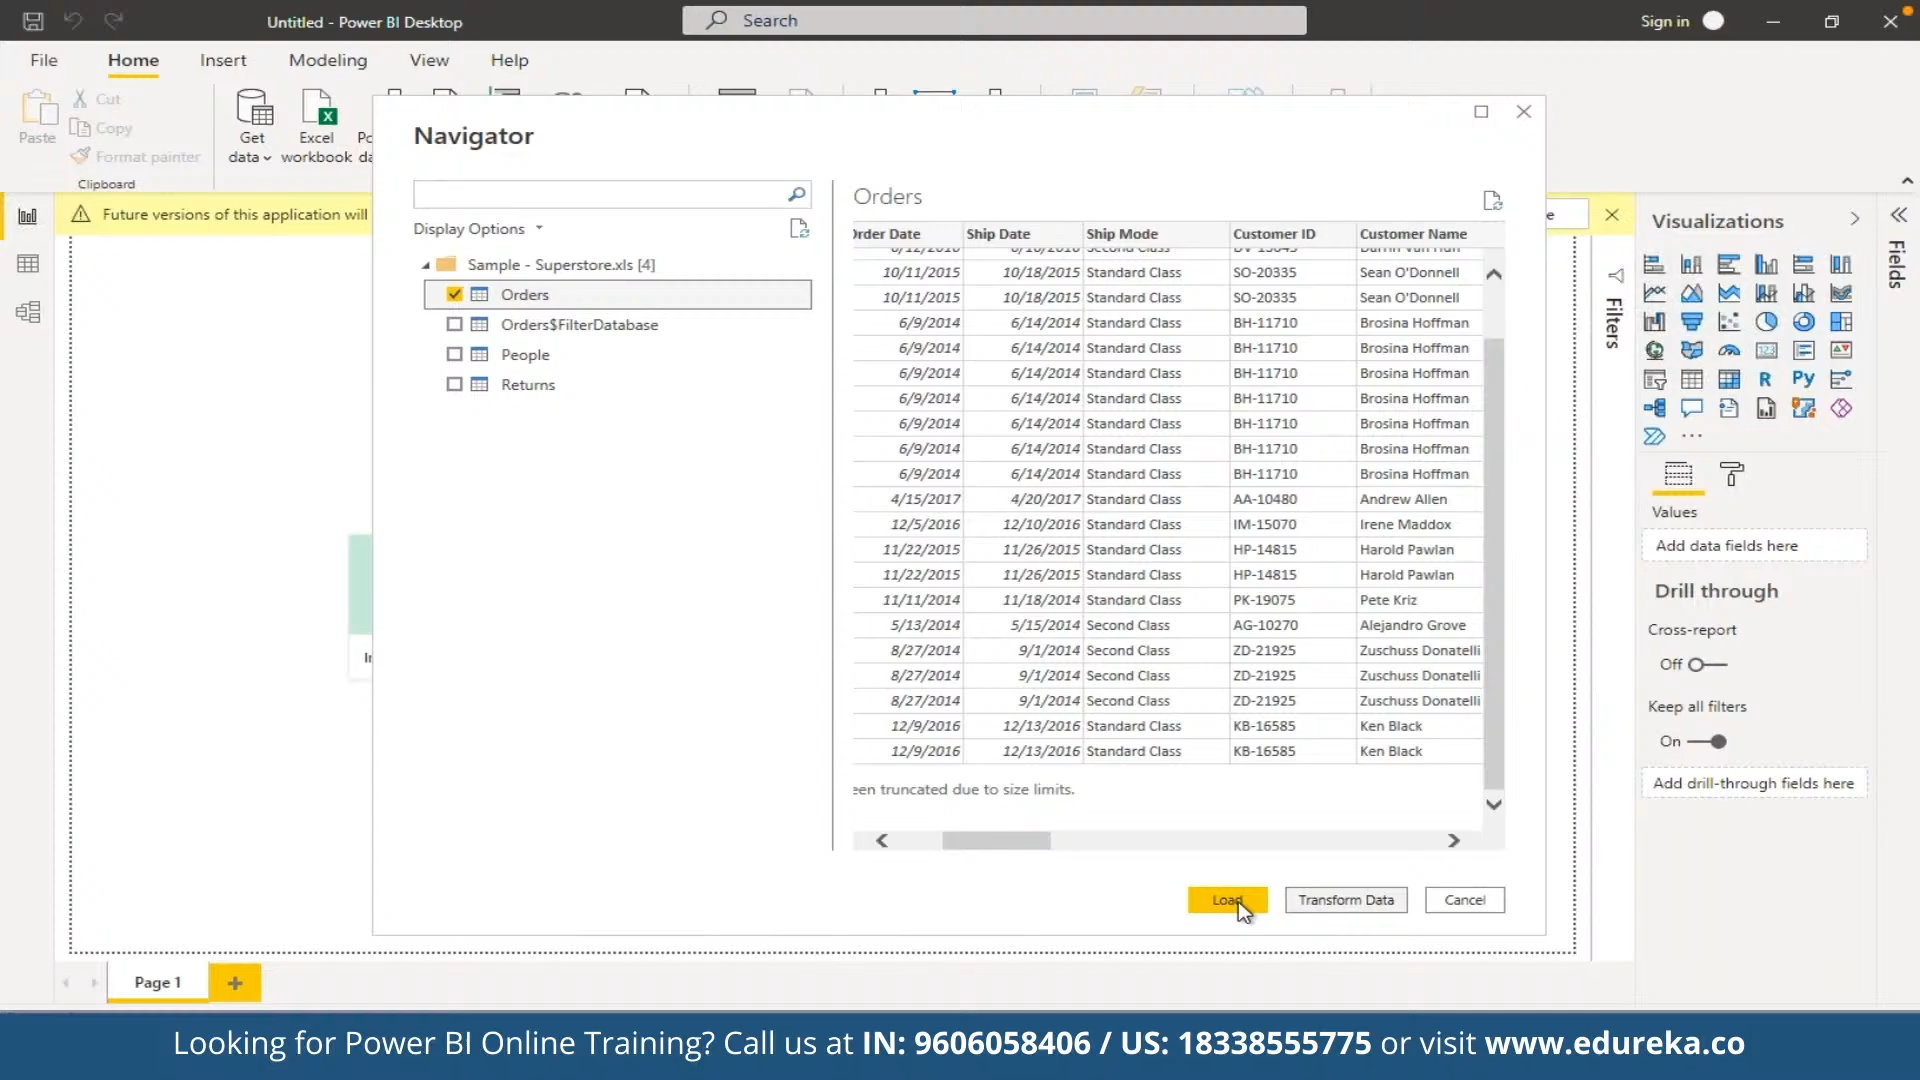 Untitled - Power BI Desktop
Search
Sign in
File
Home
Insert
Modeling
View
Help
Paste
Cut
Copy
Format painter
Clipboard
Get
data
Excel
workbook
Future versions of this application will
Navigator
Display Options
Sample - Superstore.xls [4]
Orders
Orders$FilterDatabase
People
Returns
Orders
Order Date Ship Date Ship Mode Customer ID Customer Name
10/11/2015 10/18/2015 Standard Class SO-20335 Sean O'Donnell
10/11/2015 10/18/2015 Standard Class SO-20335 Sean O'Donnell
6/9/2014 6/14/2014 Standard Class BH-11710 Brosina Hoffman
6/9/2014 6/14/2014 Standard Class BH-11710 Brosina Hoffman
6/9/2014 6/14/2014 Standard Class BH-11710 Brosina Hoffman
6/9/2014 6/14/2014 Standard Class BH-11710 Brosina Hoffman
6/9/2014 6/14/2014 Standard Class BH-11710 Brosina Hoffman
6/9/2014 6/14/2014 Standard Class BH-11710 Brosina Hoffman
6/9/2014 6/14/2014 Standard Class BH-11710 Brosina Hoffman
4/15/2017 4/20/2017 Standard Class AA-10480 Andrew Allen
12/5/2016 12/10/2016 Standard Class IM-15070 Irene Maddox
11/22/2015 11/26/2015 Standard Class HP-14815 Harold Pawlan
11/22/2015 11/26/2015 Standard Class HP-14815 Harold Pawlan
11/11/2014 11/18/2014 Standard Class PK-19075 Pete Kriz
5/13/2014 5/15/2014 Second Class AG-10270 Alejandro Grove
8/27/2014 9/1/2014 Second Class ZD-21925 Zuschuss Donatelli
8/27/2014 9/1/2014 Second Class ZD-21925 Zuschuss Donatelli
8/27/2014 9/1/2014 Second Class ZD-21925 Zuschuss Donatelli
12/9/2016 12/13/2016 Standard Class KB-16585 Ken Black
12/9/2016 12/13/2016 Standard Class KB-16585 Ken Black
een truncated due to size limits.
Load
Transform Data
Cancel
Filters
Visualizations
R
Py
123
Values
Add data fields here
Drill through
Cross-report
Off
Keep all filters
On
Add drill-through fields here
Fields
Page 1
Looking for Power BI Online Training? Call us at IN: 9606058406 / US: 18338555775 or visit www.edureka.co